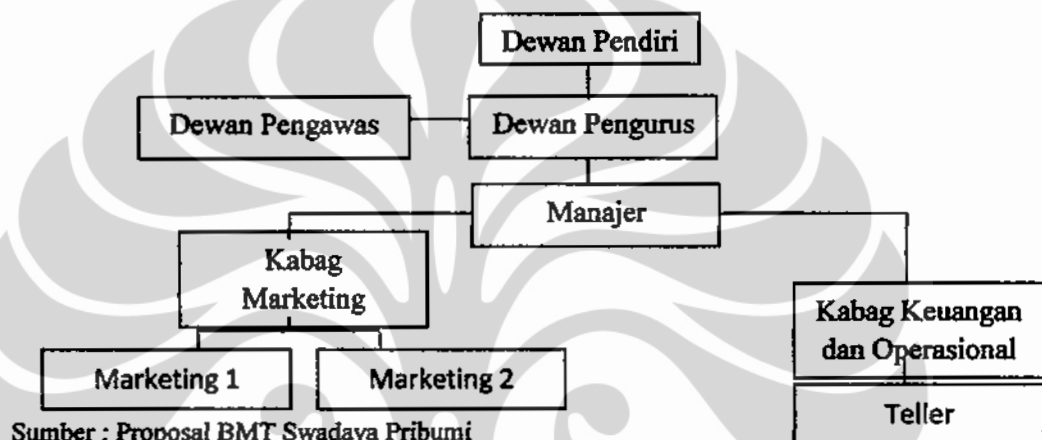 Dewan Pendiri
Dewan Pengawas
Dewan Pengurus
Manajer
Kabag
Marketing
Kabag Keuangan
dan Operasional
Marketing 1
Marketing 2
Teller
Sumber : Proposal BMT Swadaya Pribumi